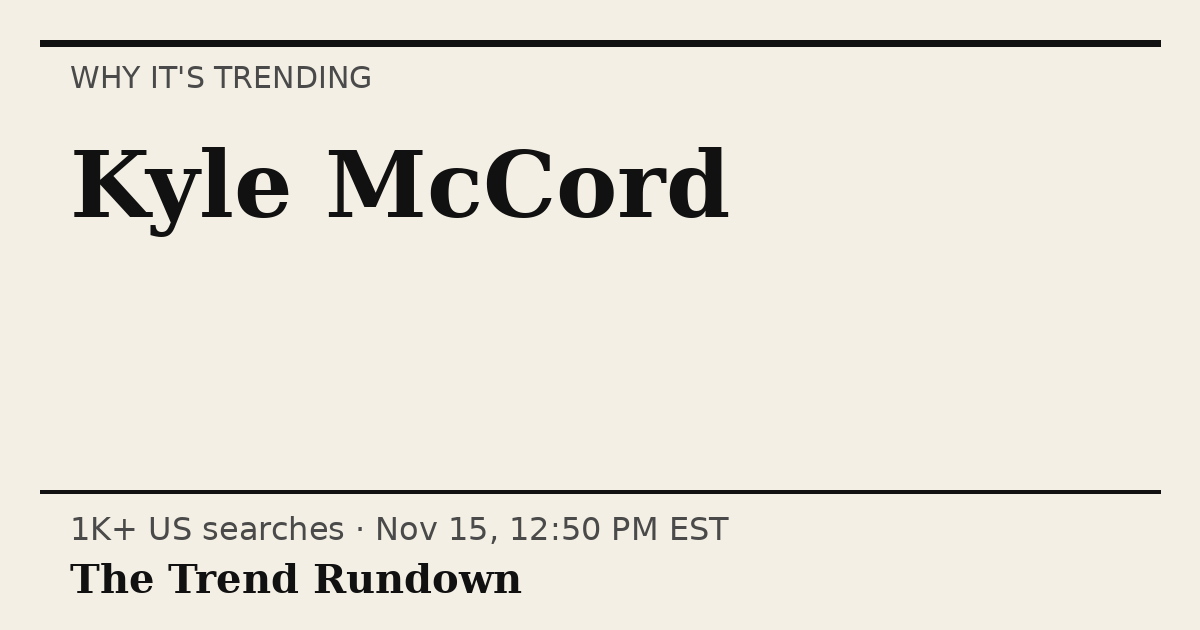 WHY IT'S TRENDING
Kyle McCord
1K+ US searches · Nov 15, 12:50 PM EST
The Trend Rundown